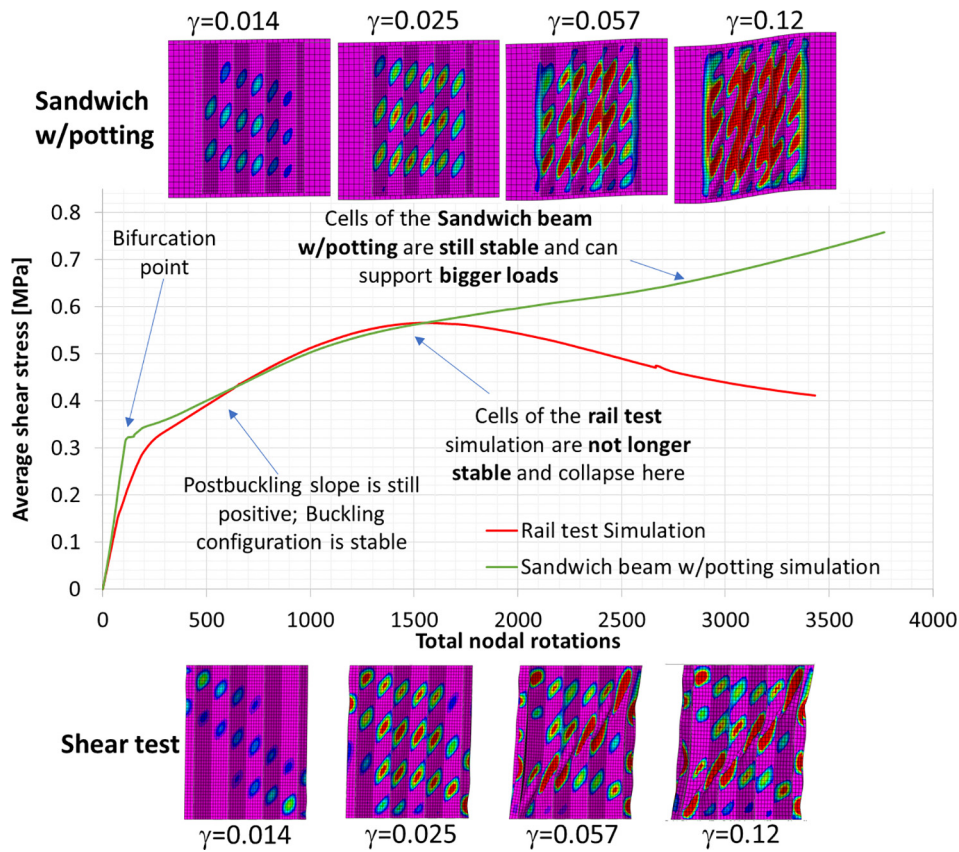 γ=0.014
γ=0.025
γ=0.057
γ=0.12
Sandwich
w/potting
0.8
0.7
0.6
0.5
0.4
0.3
0.2
0.1
0
Average shear stress [MPa]
Bifurcation
point
Cells of the Sandwich beam
w/potting are still stable and can
support bigger loads
Cells of the rail test
simulation are not longer
stable and collapse here
Postbuckling slope is still
positive; Buckling
configuration is stable
Rail test Simulation
Sandwich beam w/potting simulation
0
500
1000
1500
2000
2500
3000
3500
4000
Total nodal rotations
Shear test
γ=0.014
γ=0.025
γ=0.057
γ=0.12